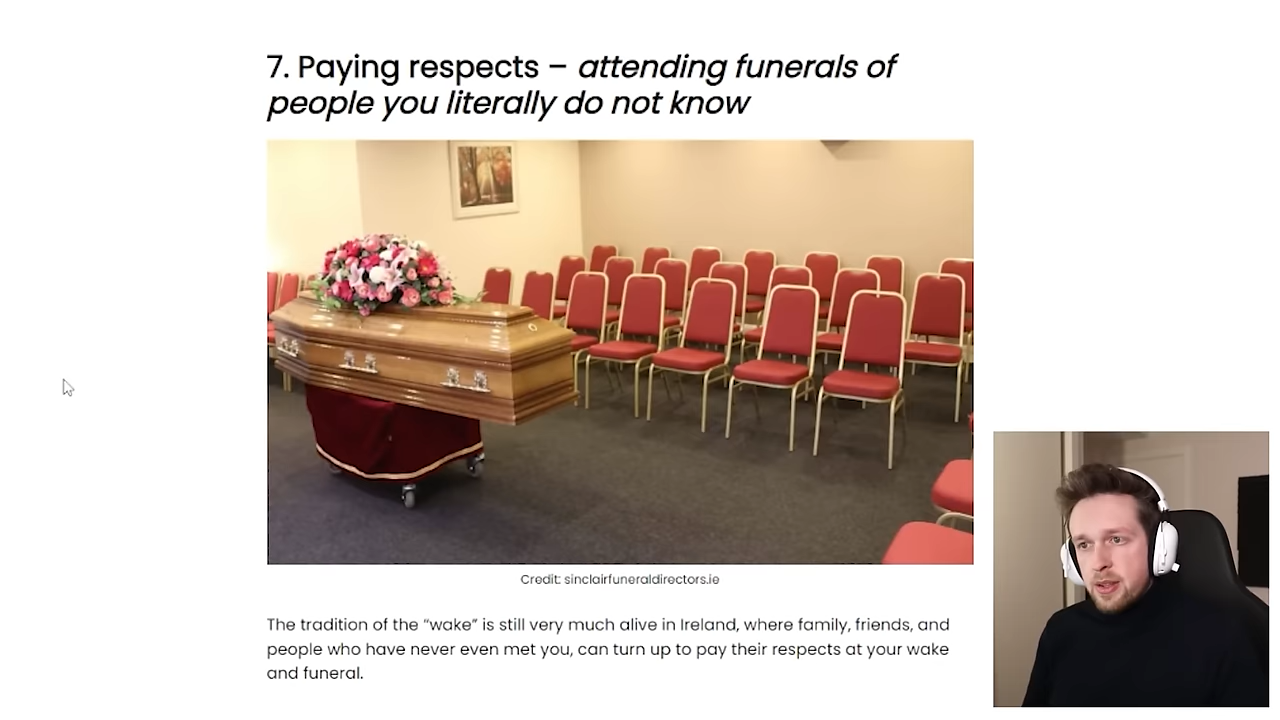 7. Paying respects – attending funerals of
people you literally do not know
Credit: sinclairfuneraldirectors.ie
The tradition of the “wake” is still very much alive in Ireland, where family, friends, and
people who have never even met you, can turn up to pay their respects at your wake
and funeral.